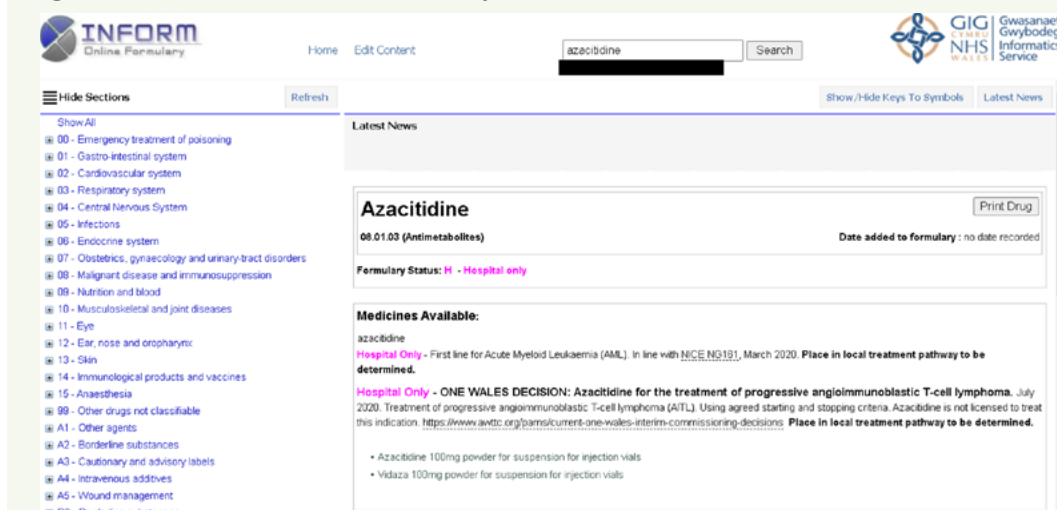 INFORM
Online Formulary
Home Edit Content
azacitidine
Search
GIG
CYMRU
NHS
WALES
Gwasanae
Gwybodeg
Informatics
Service
Hide Sections
Refresh
Show/Hide Keys To Symbols
Latest News
Show All
00 - Emergency treatment of poisoning
01 - Gastro-intestinal system
02 - Cardiovascular system
03 - Respiratory system
04 - Central Nervous System
05 - Infections
06 - Endocrine system
07 - Obstetrics, gynaecology and urinary-tract disorders
08 - Malignant disease and immunosuppression
09 - Nutrition and blood
10 - Musculoskeletal and joint diseases
11 - Eye
12 - Ear, nose and oropharynx
13 - Skin
14 - Immunological products and vaccines
15 - Anaesthesia
99 - Other drugs not classifiable
A1 - Other agents
A2 - Borderline substances
A3 - Cautionary and advisory labels
A4 - Intravenous additives
A5 - Wound management
Latest News
Azacitidine
Print Drug
08.01.03 (Antimetabolites)
Date added to formulary : no date recorded
Formulary Status: H - Hospital only
Medicines Available:
azacitidine
Hospital Only - First line for Acute Myeloid Leukaemia (AML). In line with NICE NG161, March 2020. Place in local treatment pathway to be
determined.
Hospital Only - ONE WALES DECISION: Azacitidine for the treatment of progressive angioimmunoblastic T-cell lymphoma. July
2020. Treatment of progressive angioimmunoblastic T-cell lymphoma (AITL). Using agreed starting and stopping criteria. Azacitidine is not licensed to treat
this indication. https://www.awttc.org/pams/current-one-wales-interim-commissioning-decisions Place in local treatment pathway to be determined.
• Azacitidine 100mg powder for suspension for injection vials
• Vidaza 100mg powder for suspension for injection vials